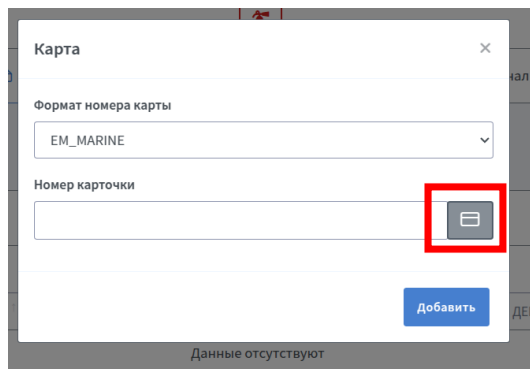 Карта
Формат номера карты
EM_MARINE
Номер карточки
Добавить
Данные отсутствуют